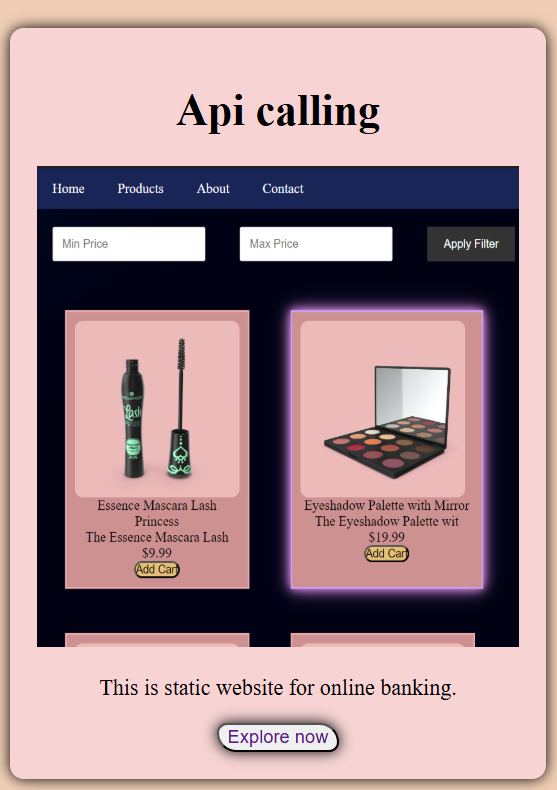 Api calling
Home Products About Contact
Min Price Max Price Apply Filter
essence
Lash
Essence Mascara Lash
Princess
The Essence Mascara Lash
$9.99
Add Cart
Eyeshadow Palette with Mirror
The Eyeshadow Palette wit
$19.99
Add Cart
This is static website for online banking.
Explore now